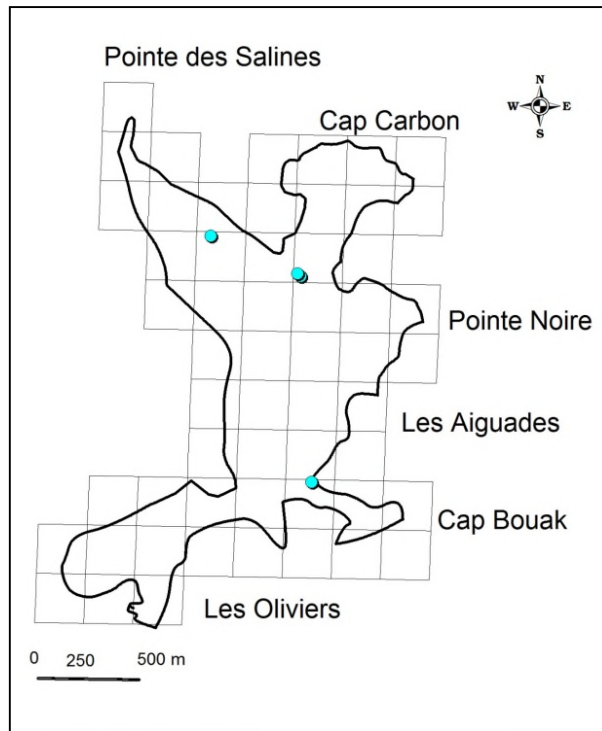 Pointe des Salines
Cap Carbon
N
W E
S
Pointe Noire
Les Aiguades
Cap Bouak
Les Oliviers
0 250 500 m